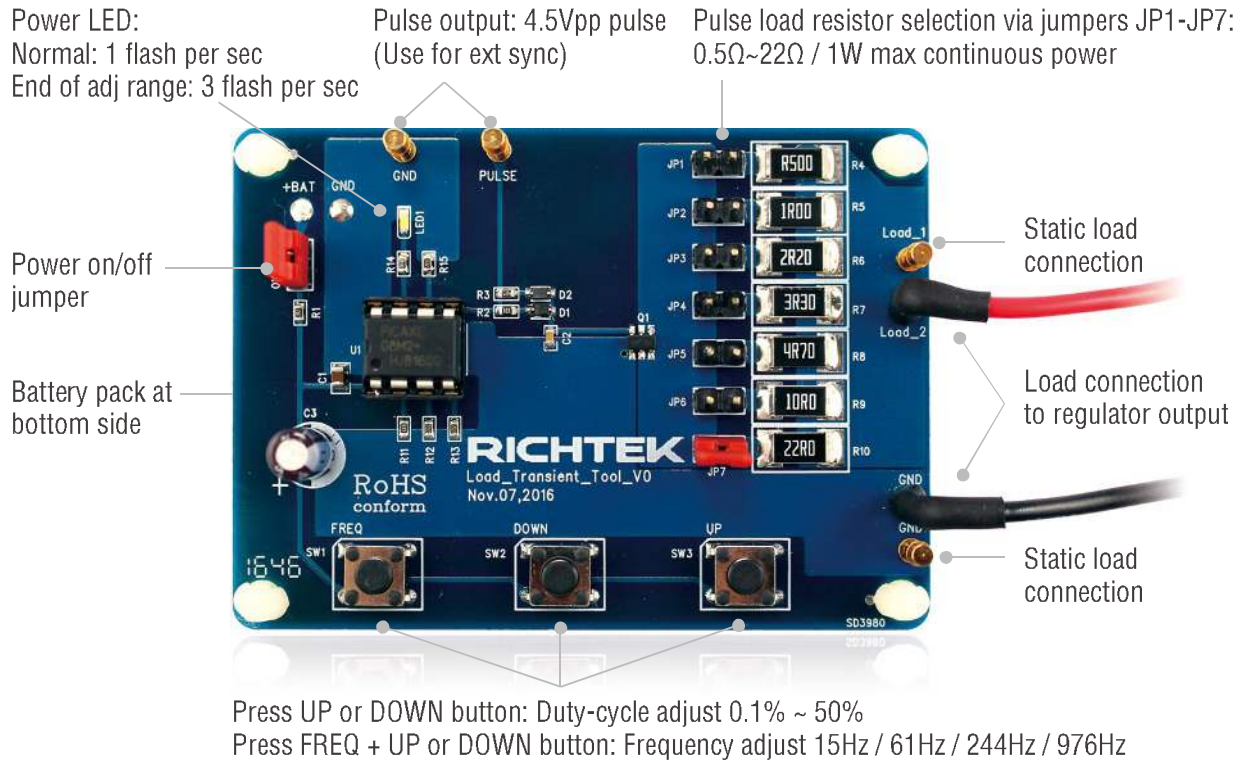 Power LED:
Normal: 1 flash per sec
End of adj range: 3 flash per sec
Pulse output: 4.5Vpp pulse
(Use for ext sync)
Pulse load resistor selection via jumpers JP1-JP7:
0.5Ω~22Ω / 1W max continuous power
Power on/off
jumper
Battery pack at
bottom side
Static load
connection
Load connection
to regulator output
Static load
connection
+BAT
GND
GND
PULSE
LED1
R14
R15
R1
R3
D2
R2
D1
C2
Q1
U1
PICAXE
08M2+
C1
C3
+
R11
R12
R13
JP1
R500
R4
JP2
1R00
R5
JP3
2R20
R6
JP4
3R30
R7
JP5
4R70
R8
JP6
10R0
R9
JP7
22R0
R10
Load_1
Load_2
GND
GND
RICHTEK
Load_Transient_Tool_V0
Nov.07,2016
RoHS
conform
1646
FREQ
SW1
DOWN
SW2
UP
SW3
SD3980
Press UP or DOWN button: Duty-cycle adjust 0.1% ~ 50%
Press FREQ + UP or DOWN button: Frequency adjust 15Hz / 61Hz / 244Hz / 976Hz